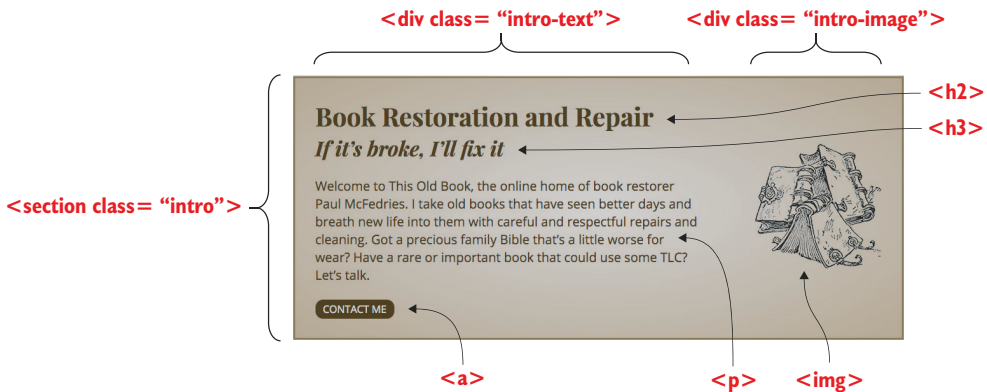 <div class= “intro-text”>
<div class= “intro-image”>
<h2>
Book Restoration and Repair
<h3>
If it’s broke, I’ll fix it
<section class= “intro”>
Welcome to This Old Book, the online home of book restorer
Paul McFedries. I take old books that have seen better days and
breath new life into them with careful and respectful repairs and
cleaning. Got a precious family Bible that’s a little worse for
wear? Have a rare or important book that could use some TLC?
Let’s talk.
CONTACT ME
<a>
<p>
<img>